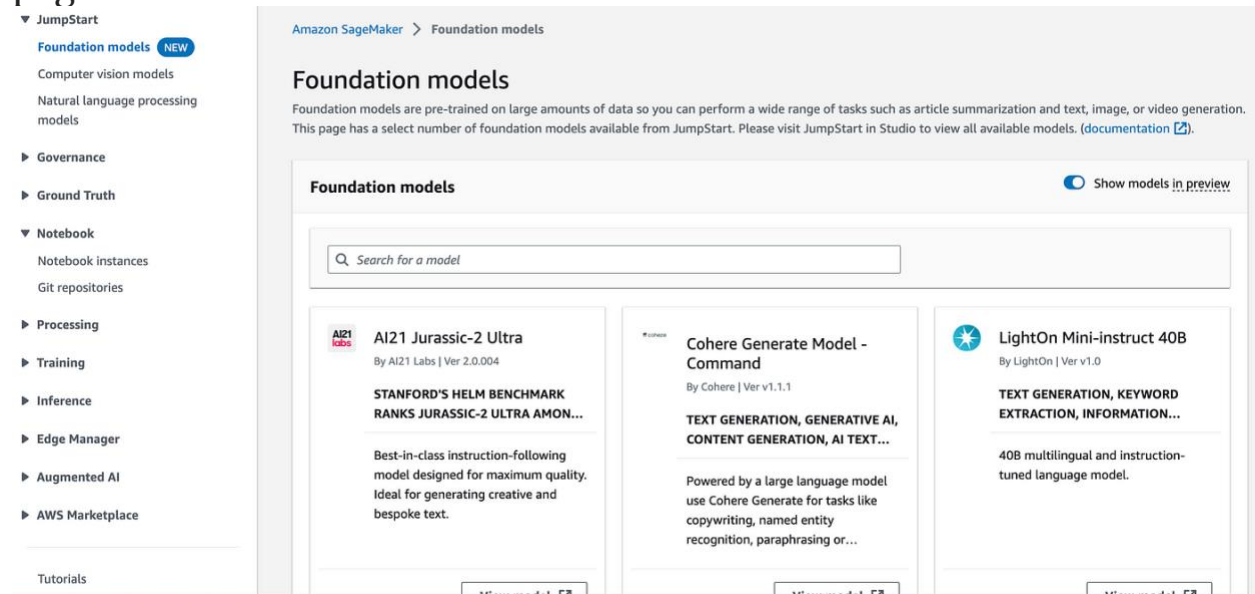 JumpStart
Foundation models NEW
Computer vision models
Natural language processing
models
Governance
Ground Truth
Notebook
Notebook instances
Git repositories
Processing
Training
Inference
Edge Manager
Augmented AI
AWS Marketplace
Tutorials
Amazon SageMaker > Foundation models
Foundation models
Foundation models are pre-trained on large amounts of data so you can perform a wide range of tasks such as article summarization and text, image, or video generation.
This page has a select number of foundation models available from JumpStart. Please visit JumpStart in Studio to view all available models. (documentation).
Foundation models
Show models in preview
Search for a model
AI21 labs
AI21 Jurassic-2 Ultra
By AI21 Labs | Ver 2.0.004
STANFORD'S HELM BENCHMARK
RANKS JURASSIC-2 ULTRA AMON...
Best-in-class instruction-following
model designed for maximum quality.
Ideal for generating creative and
bespoke text.
View model
cohere
Cohere Generate Model -
Command
By Cohere | Ver v1.1.1
TEXT GENERATION, GENERATIVE AI,
CONTENT GENERATION, AI TEXT...
Powered by a large language model
use Cohere Generate for tasks like
copywriting, named entity
recognition, paraphrasing or...
View model
LightOn Mini-instruct 40B
By LightOn | Ver v1.0
TEXT GENERATION, KEYWORD
EXTRACTION, INFORMATION...
40B multilingual and instruction-
tuned language model.
View model